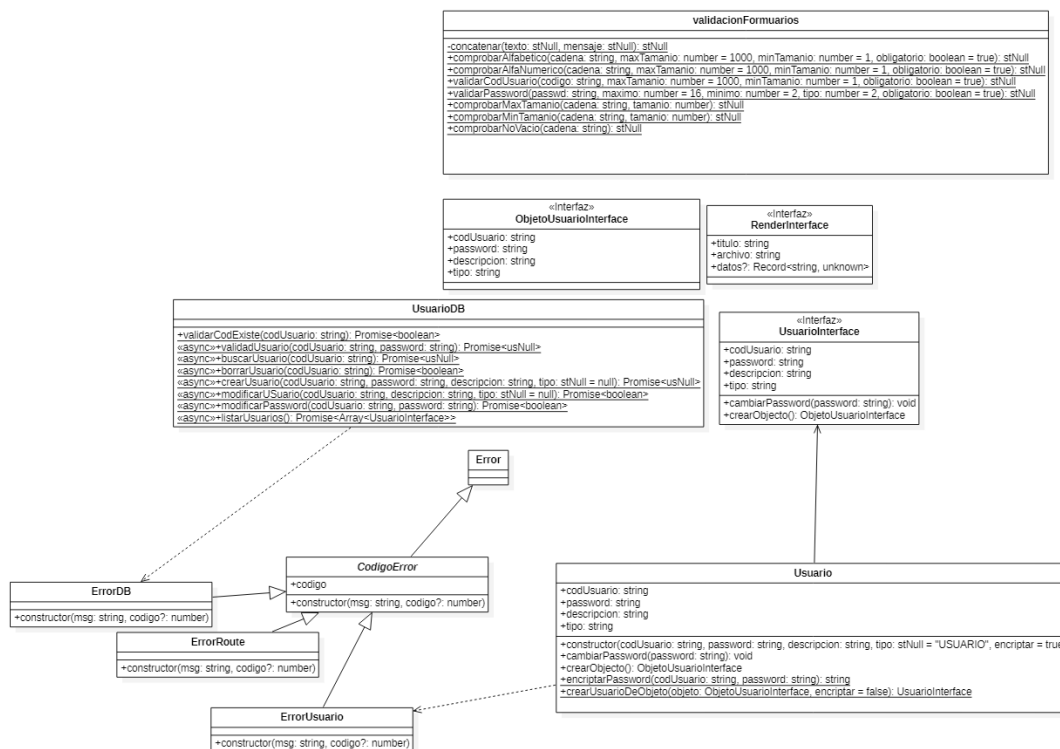 validacionFormuarios
-concatenar(texto: stNull, mensaje: stNull): stNull
+comprobarAlfabetico(cadena: string, maxTamanio: number = 1000, minTamanio: number = 1, obligatorio: boolean = true): stNull
+comprobarAlfaNumerico(cadena: string, maxTamanio: number = 1000, minTamanio: number = 1, obligatorio: boolean = true): stNull
+validarCodUsuario(codigo: string, maxTamanio: number = 1000, minTamanio: number = 1, obligatorio: boolean = true): stNull
+validarPassword(passwd: string, maximo: number = 16, minimo: number = 2, tipo: number = 2, obligatorio: boolean = true): stNull
+comprobarMaxTamanio(cadena: string, tamanio: number): stNull
+comprobarMinTamanio(cadena: string, tamanio: number): stNull
+comprobarNoVacio(cadena: string): stNull
«Interfaz»
ObjetoUsuarioInterface
+codUsuario: string
+password: string
+descripcion: string
+tipo: string
«Interfaz»
RenderInterface
+titulo: string
+archivo: string
+datos?: Record<string, unknown>
UsuarioDB
+validarCodExiste(codUsuario: string): Promise<boolean>
«async»+validadUsuario(codUsuario: string, password: string): Promise<usNull>
«async»+buscarUsuario(codUsuario: string): Promise<usNull>
«async»+borrarUsuario(codUsuario: string): Promise<boolean>
«async»+crearUsuario(codUsuario: string, password: string, descripcion: string, tipo: stNull = null): Promise<usNull>
«async»+modificarUSuario(codUsuario: string, descripcion: string, tipo: stNull = null): Promise<boolean>
«async»+modificarPassword(codUsuario: string, password: string): Promise<boolean>
«async»+listarUsuarios(): Promise<Array<UsuarioInterface>>
«Interfaz»
UsuarioInterface
+codUsuario: string
+password: string
+descripcion: string
+tipo: string
+cambiarPassword(password: string): void
+crearObjecto(): ObjetoUsuarioInterface
Error
CodigoError
+codigo
+constructor(msg: string, codigo?: number)
ErrorDB
+constructor(msg: string, codigo?: number)
ErrorRoute
+constructor(msg: string, codigo?: number)
ErrorUsuario
+constructor(msg: string, codigo?: number)
Usuario
+codUsuario: string
+password: string
+descripcion: string
+tipo: string
+constructor(codUsuario: string, password: string, descripcion: string, tipo: stNull = "USUARIO", encriptar = true
+cambiarPassword(password: string): void
+crearObjecto(): ObjetoUsuarioInterface
+encriptarPassword(codUsuario: string, password: string): string
+crearUsuarioDeObjeto(objeto: ObjetoUsuarioInterface, encriptar = false): UsuarioInterface